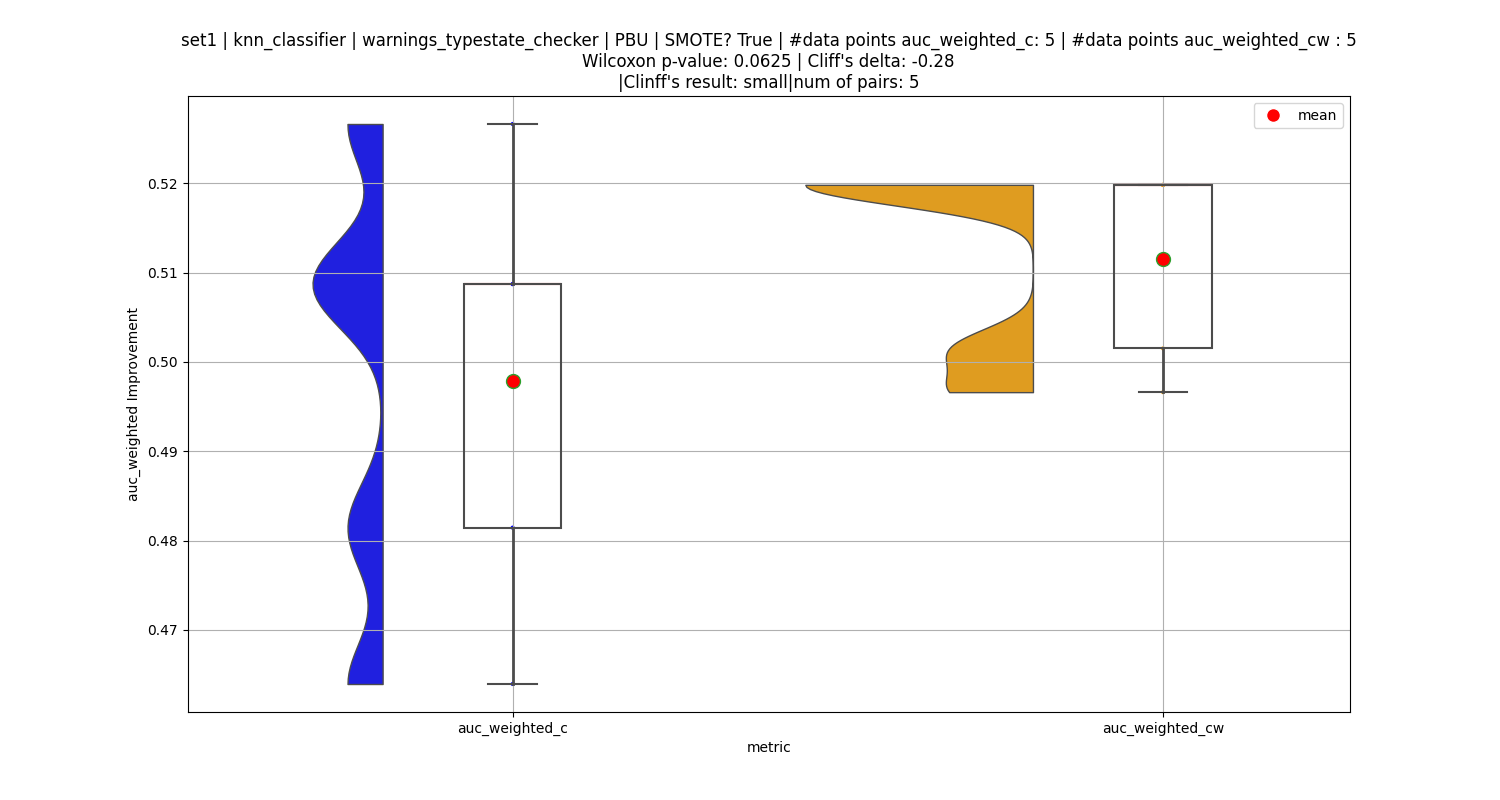 set1 | knn_classifier | warnings_typestate_checker | PBU | SMOTE? True | #data points auc_weighted_c: 5 | #data points auc_weighted_cw : 5
Wilcoxon p-value: 0.0625 | Cliff's delta: -0.28
|Clinff's result: small|num of pairs: 5
mean
0.52
0.51
0.50
0.49
0.48
0.47
auc_weighted Improvement
auc_weighted_c
auc_weighted_cw
metric